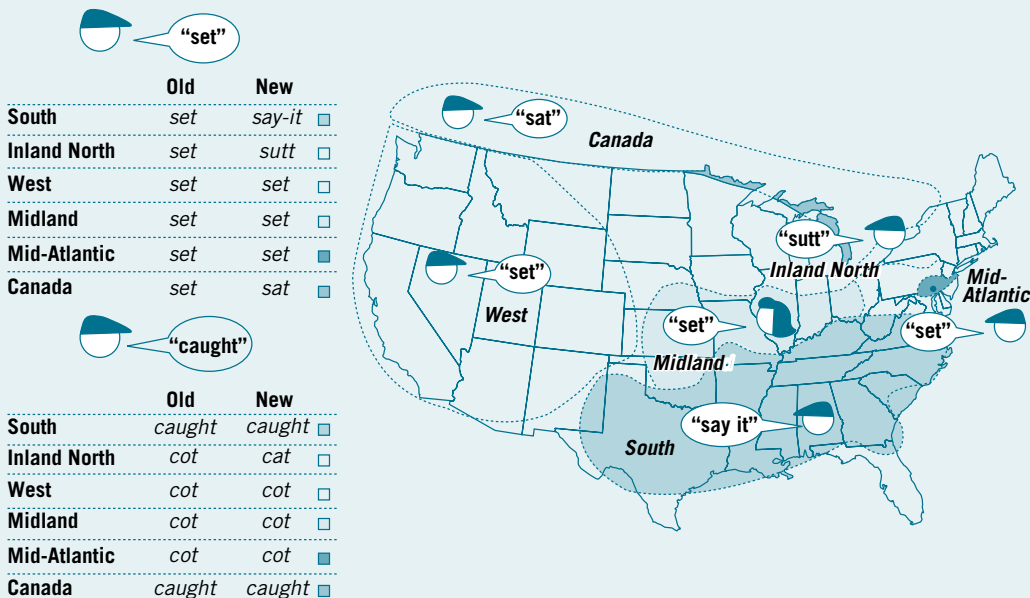 “set”
Old New
South set say-it
Inland North set sutt
West set set
Midland set set
Mid-Atlantic set set
Canada set sat
“caught”
Old New
South caught caught
Inland North cot cat
West cot cot
Midland cot cot
Mid-Atlantic cot cot
Canada caught caught
“sat”
Canada
“sutt”
Inland North
“set”
Mid-
Atlantic
West
“set”
“set”
Midland
“say it”
South